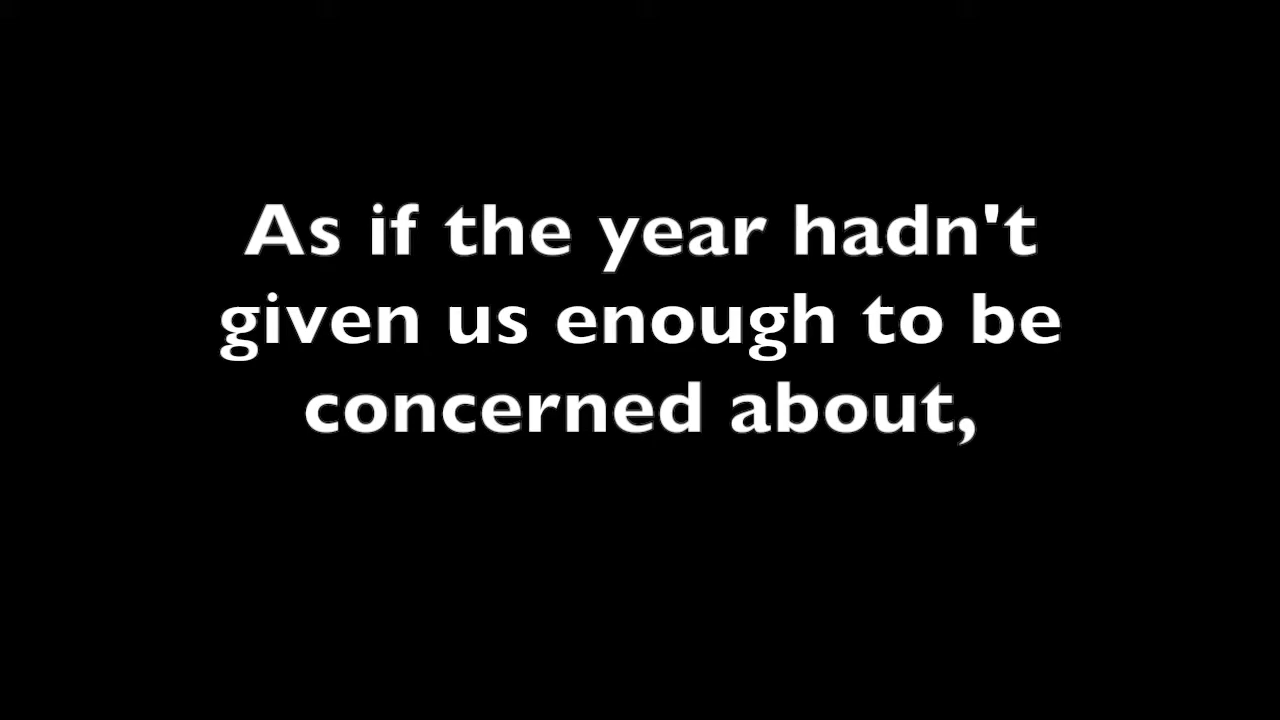 As if the year hadn't
given us enough to be
concerned about,